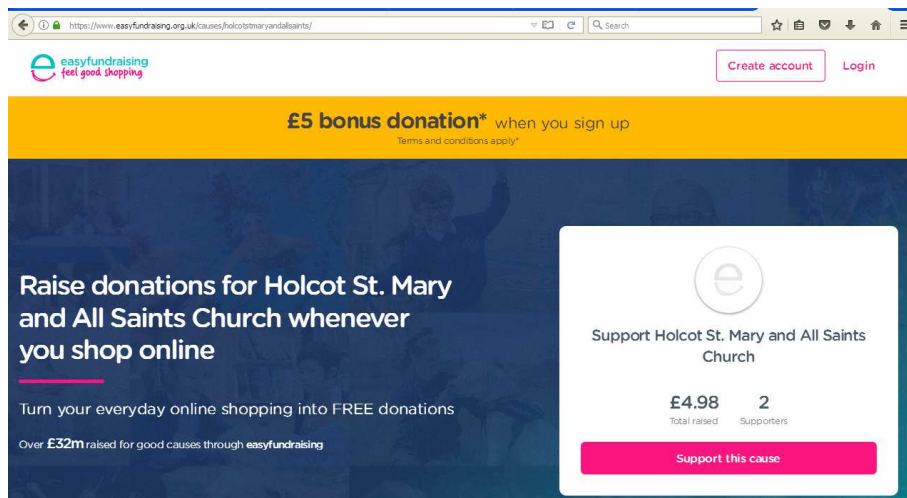 https://www.easyfundraising.org.uk/causes/holcotstmaryandallsaints/
Search
easyfundraising
feel good shopping
Create account
Login
£5 bonus donation* when you sign up
Terms and conditions apply*
Raise donations for Holcot St. Mary
and All Saints Church whenever
you shop online
Turn your everyday online shopping into FREE donations
Over £32m raised for good causes through easyfundraising
e
Support Holcot St. Mary and All Saints
Church
£4.98 2
Total raised Supporters
Support this cause